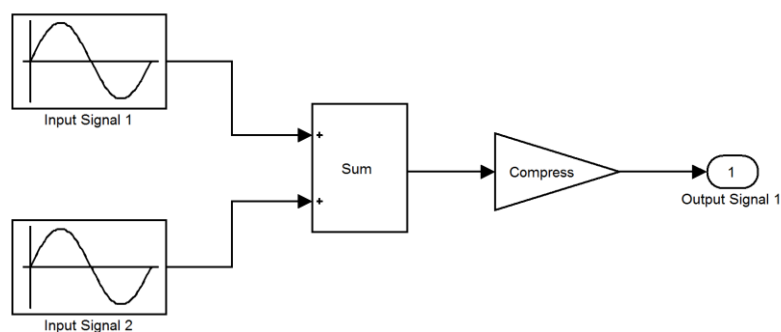 Input Signal 1
+
Sum
+
Compress
1
Output Signal 1
Input Signal 2